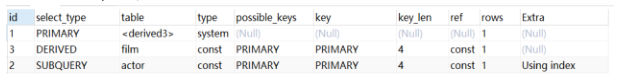 id select_type table type possible_keys key key_len ref rows Extra
1 PRIMARY <derived3> system (Null) (Null) (Null) (Null) 1 (Null)
3 DERIVED film const PRIMARY PRIMARY 4 const 1 (Null)
2 SUBQUERY actor const PRIMARY PRIMARY 4 const 1 Using index